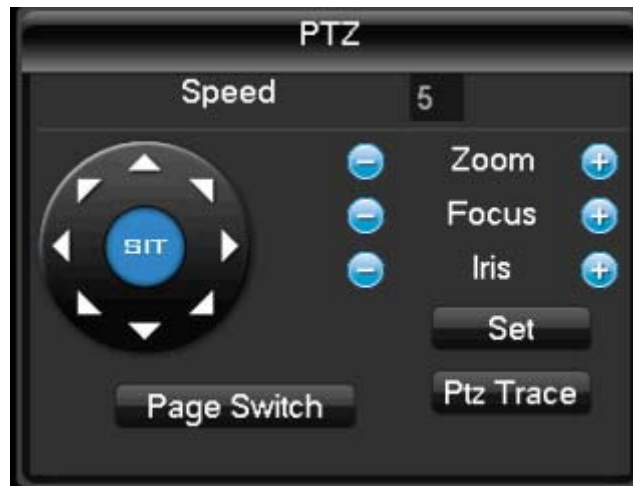 PTZ
Speed 5
Zoom
Focus
SIT
Iris
Set
Page Switch
Ptz Trace